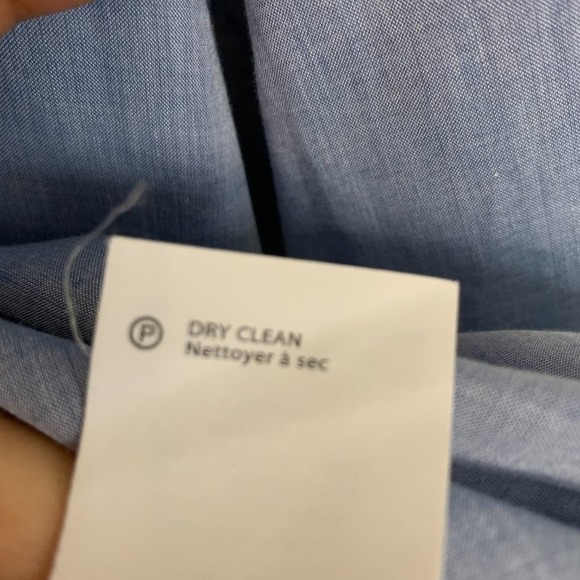 Ⓟ DRY CLEAN
Nettoyer à sec